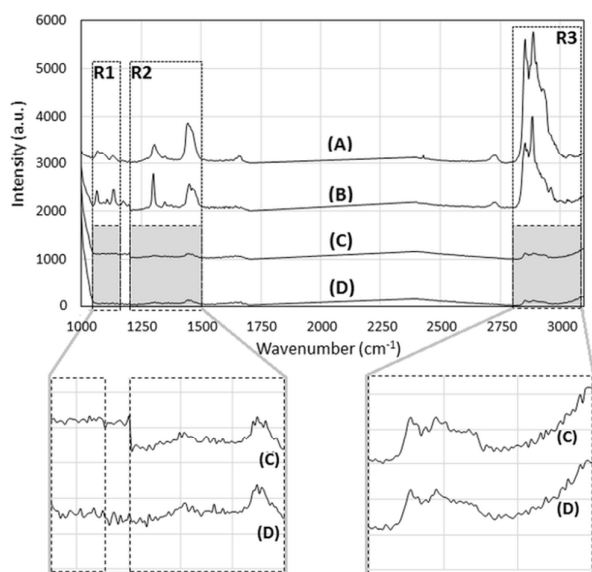 6000
5000
4000
3000
2000
1000
0
Intensity (a.u.)
R1
R2
R3
(A)
(B)
(C)
(D)
1000 1250 1500 1750 2000 2250 2500 2750 3000
Wavenumber (cm⁻¹)
(C)
(D)
(C)
(D)